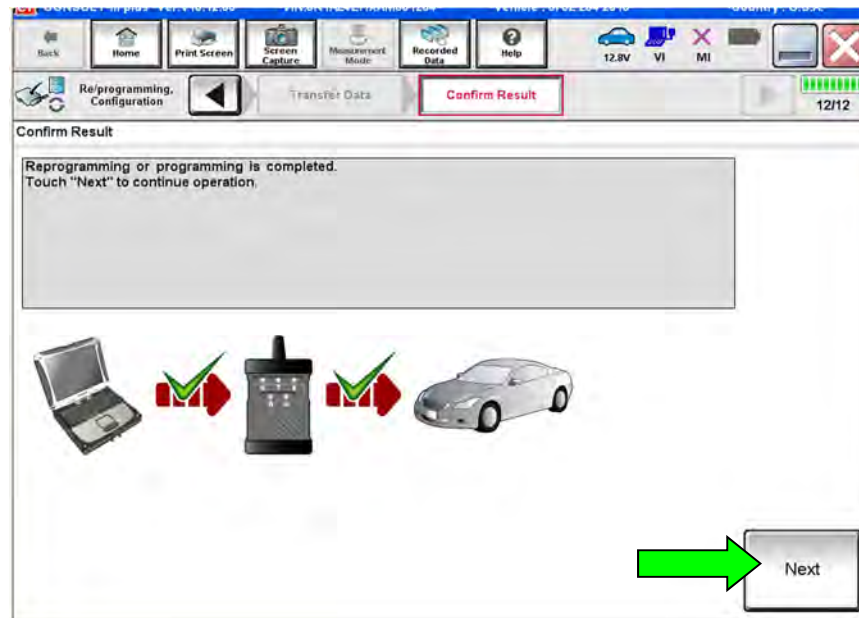 Back
Home
Print Screen
Screen
Capture
Measurement
Mode
Recorded
Data
Help
12.8V
VI
MI
Re/programming,
Configuration
Transfer Data
Confirm Result
12/12
Confirm Result
Reprogramming or programming is completed.
Touch "Next" to continue operation.
Next